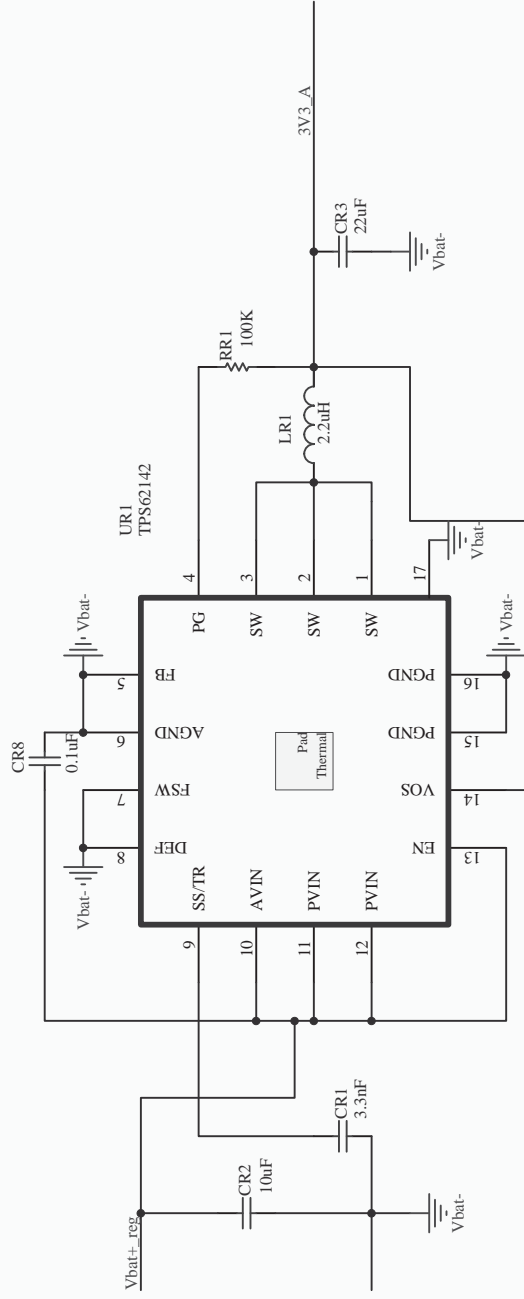 3V3_A
CR3
22uF
Vbat-
RR1
100K
LR1
2.2uH
UR1
TPS62142
4
3
2
1
17
Vbat-
PG
SW
SW
SW
Vbat-
5
FB
6
AGND
7
FSW
8
DEF
CR8
0.1uF
Vbat-
Pad
Thermal
PGND
16
PGND
15
VOS
14
EN
13
Vbat-
SS/TR
AVIN
PVIN
PVIN
9
10
11
12
CR1
3.3nF
CR2
10uF
Vbat+_reg
Vbat-